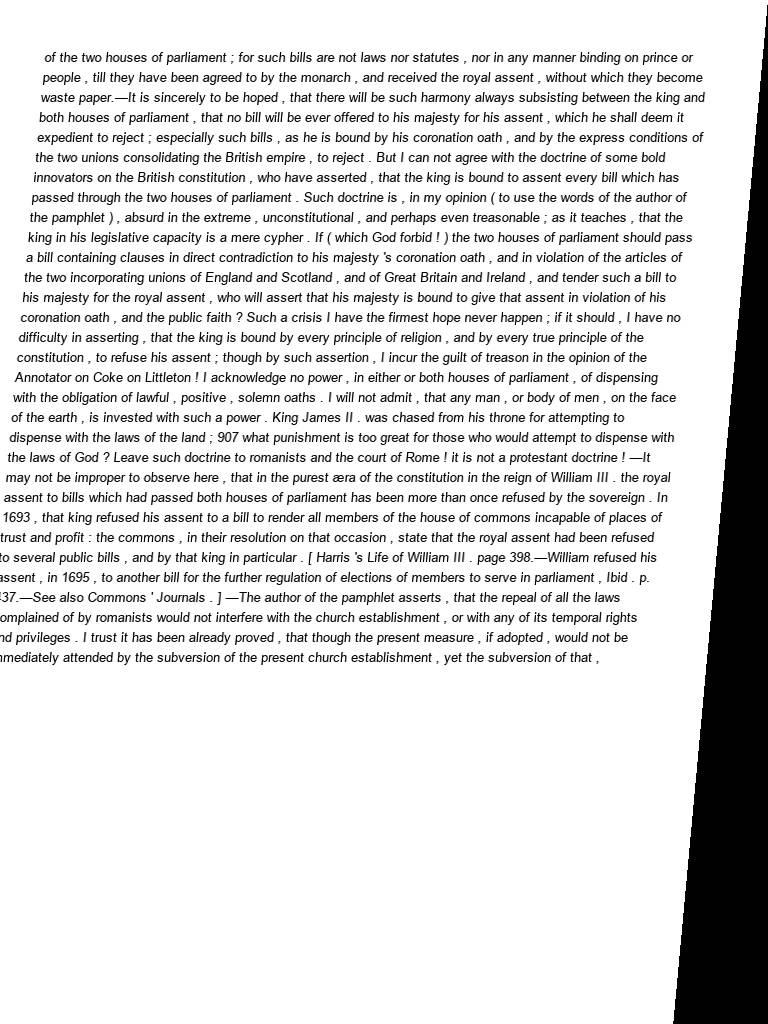 of the two houses of parliament ; for such bills are not laws nor statutes , nor in any manner binding on prince or
people , till they have been agreed to by the monarch , and received the royal assent , without which they become
waste paper.—It is sincerely to be hoped , that there will be such harmony always subsisting between the king and
both houses of parliament , that no bill will be ever offered to his majesty for his assent , which he shall deem it
expedient to reject ; especially such bills , as he is bound by his coronation oath , and by the express conditions of
the two unions consolidating the British empire , to reject . But I can not agree with the doctrine of some bold
innovators on the British constitution , who have asserted , that the king is bound to assent every bill which has
passed through the two houses of parliament . Such doctrine is , in my opinion ( to use the words of the author of
the pamphlet ) , absurd in the extreme , unconstitutional , and perhaps even treasonable ; as it teaches , that the
king in his legislative capacity is a mere cypher . If ( which God forbid ! ) the two houses of parliament should pass
a bill containing clauses in direct contradiction to his majesty 's coronation oath , and in violation of the articles of
the two incorporating unions of England and Scotland , and of Great Britain and Ireland , and tender such a bill to
his majesty for the royal assent , who will assert that his majesty is bound to give that assent in violation of his
coronation oath , and the public faith ? Such a crisis I have the firmest hope never happen ; if it should , I have no
difficulty in asserting , that the king is bound by every principle of religion , and by every true principle of the
constitution , to refuse his assent ; though by such assertion , I incur the guilt of treason in the opinion of the
Annotator on Coke on Littleton ! I acknowledge no power , in either or both houses of parliament , of dispensing
with the obligation of lawful , positive , solemn oaths . I will not admit , that any man , or body of men , on the face
of the earth , is invested with such a power . King James II . was chased from his throne for attempting to
dispense with the laws of the land ; 907 what punishment is too great for those who would attempt to dispense with
the laws of God ? Leave such doctrine to romanists and the court of Rome ! it is not a protestant doctrine ! —It
may not be improper to observe here , that in the purest æra of the constitution in the reign of William III . the royal
assent to bills which had passed both houses of parliament has been more than once refused by the sovereign . In
1693 , that king refused his assent to a bill to render all members of the house of commons incapable of places of
trust and profit : the commons , in their resolution on that occasion , state that the royal assent had been refused
to several public bills , and by that king in particular . [ Harris 's Life of William III . page 398.—William refused his
assent , in 1695 , to another bill for the further regulation of elections of members to serve in parliament , Ibid . p.
37.—See also Commons ' Journals . ] —The author of the pamphlet asserts , that the repeal of all the laws
omplained of by romanists would not interfere with the church establishment , or with any of its temporal rights
nd privileges . I trust it has been already proved , that though the present measure , if adopted , would not be
mmediately attended by the subversion of the present church establishment , yet the subversion of that ,